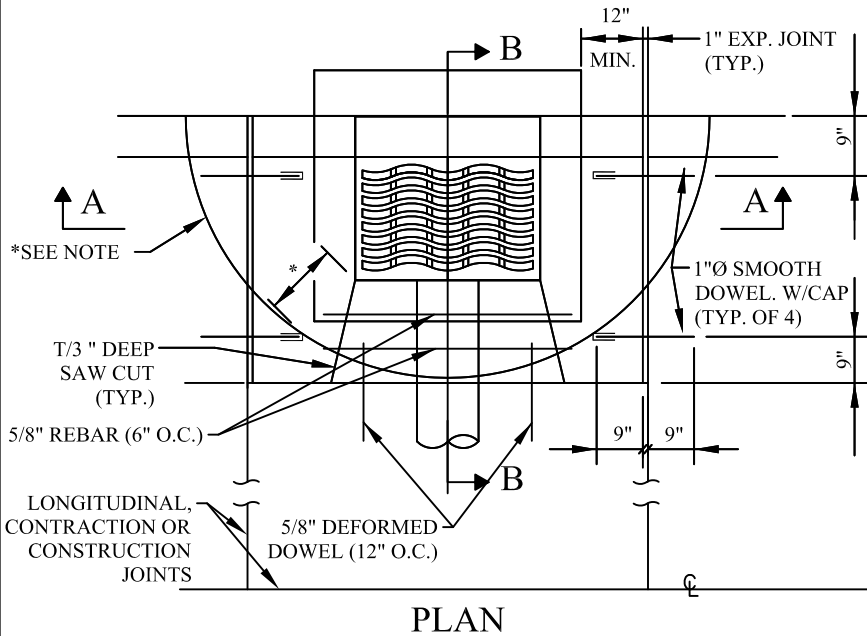 12"
B
MIN.
1" EXP. JOINT
(TYP.)
9"
A
A
*SEE NOTE
*
1"Ø SMOOTH
DOWEL. W/CAP
(TYP. OF 4)
T/3 " DEEP
SAW CUT
(TYP.)
9"
5/8" REBAR (6" O.C.)
9"
9"
B
LONGITUDINAL,
CONTRACTION OR
CONSTRUCTION
JOINTS
5/8" DEFORMED
DOWEL (12" O.C.)
℄
PLAN